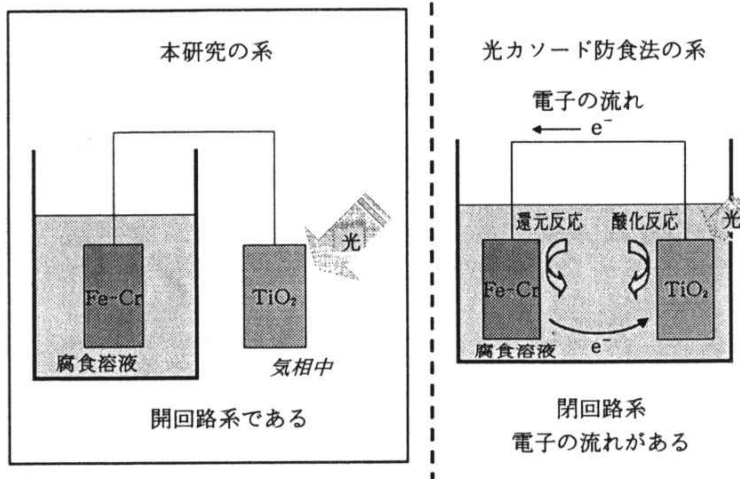 本研究の系
光
Fe-Cr
TiO₂
腐食溶液
気相中
開回路系である
光カソード防食法の系
電子の流れ
e⁻
還元反応
酸化反応
光
Fe-Cr
TiO₂
腐食溶液
e⁻
閉回路系
電子の流れがある